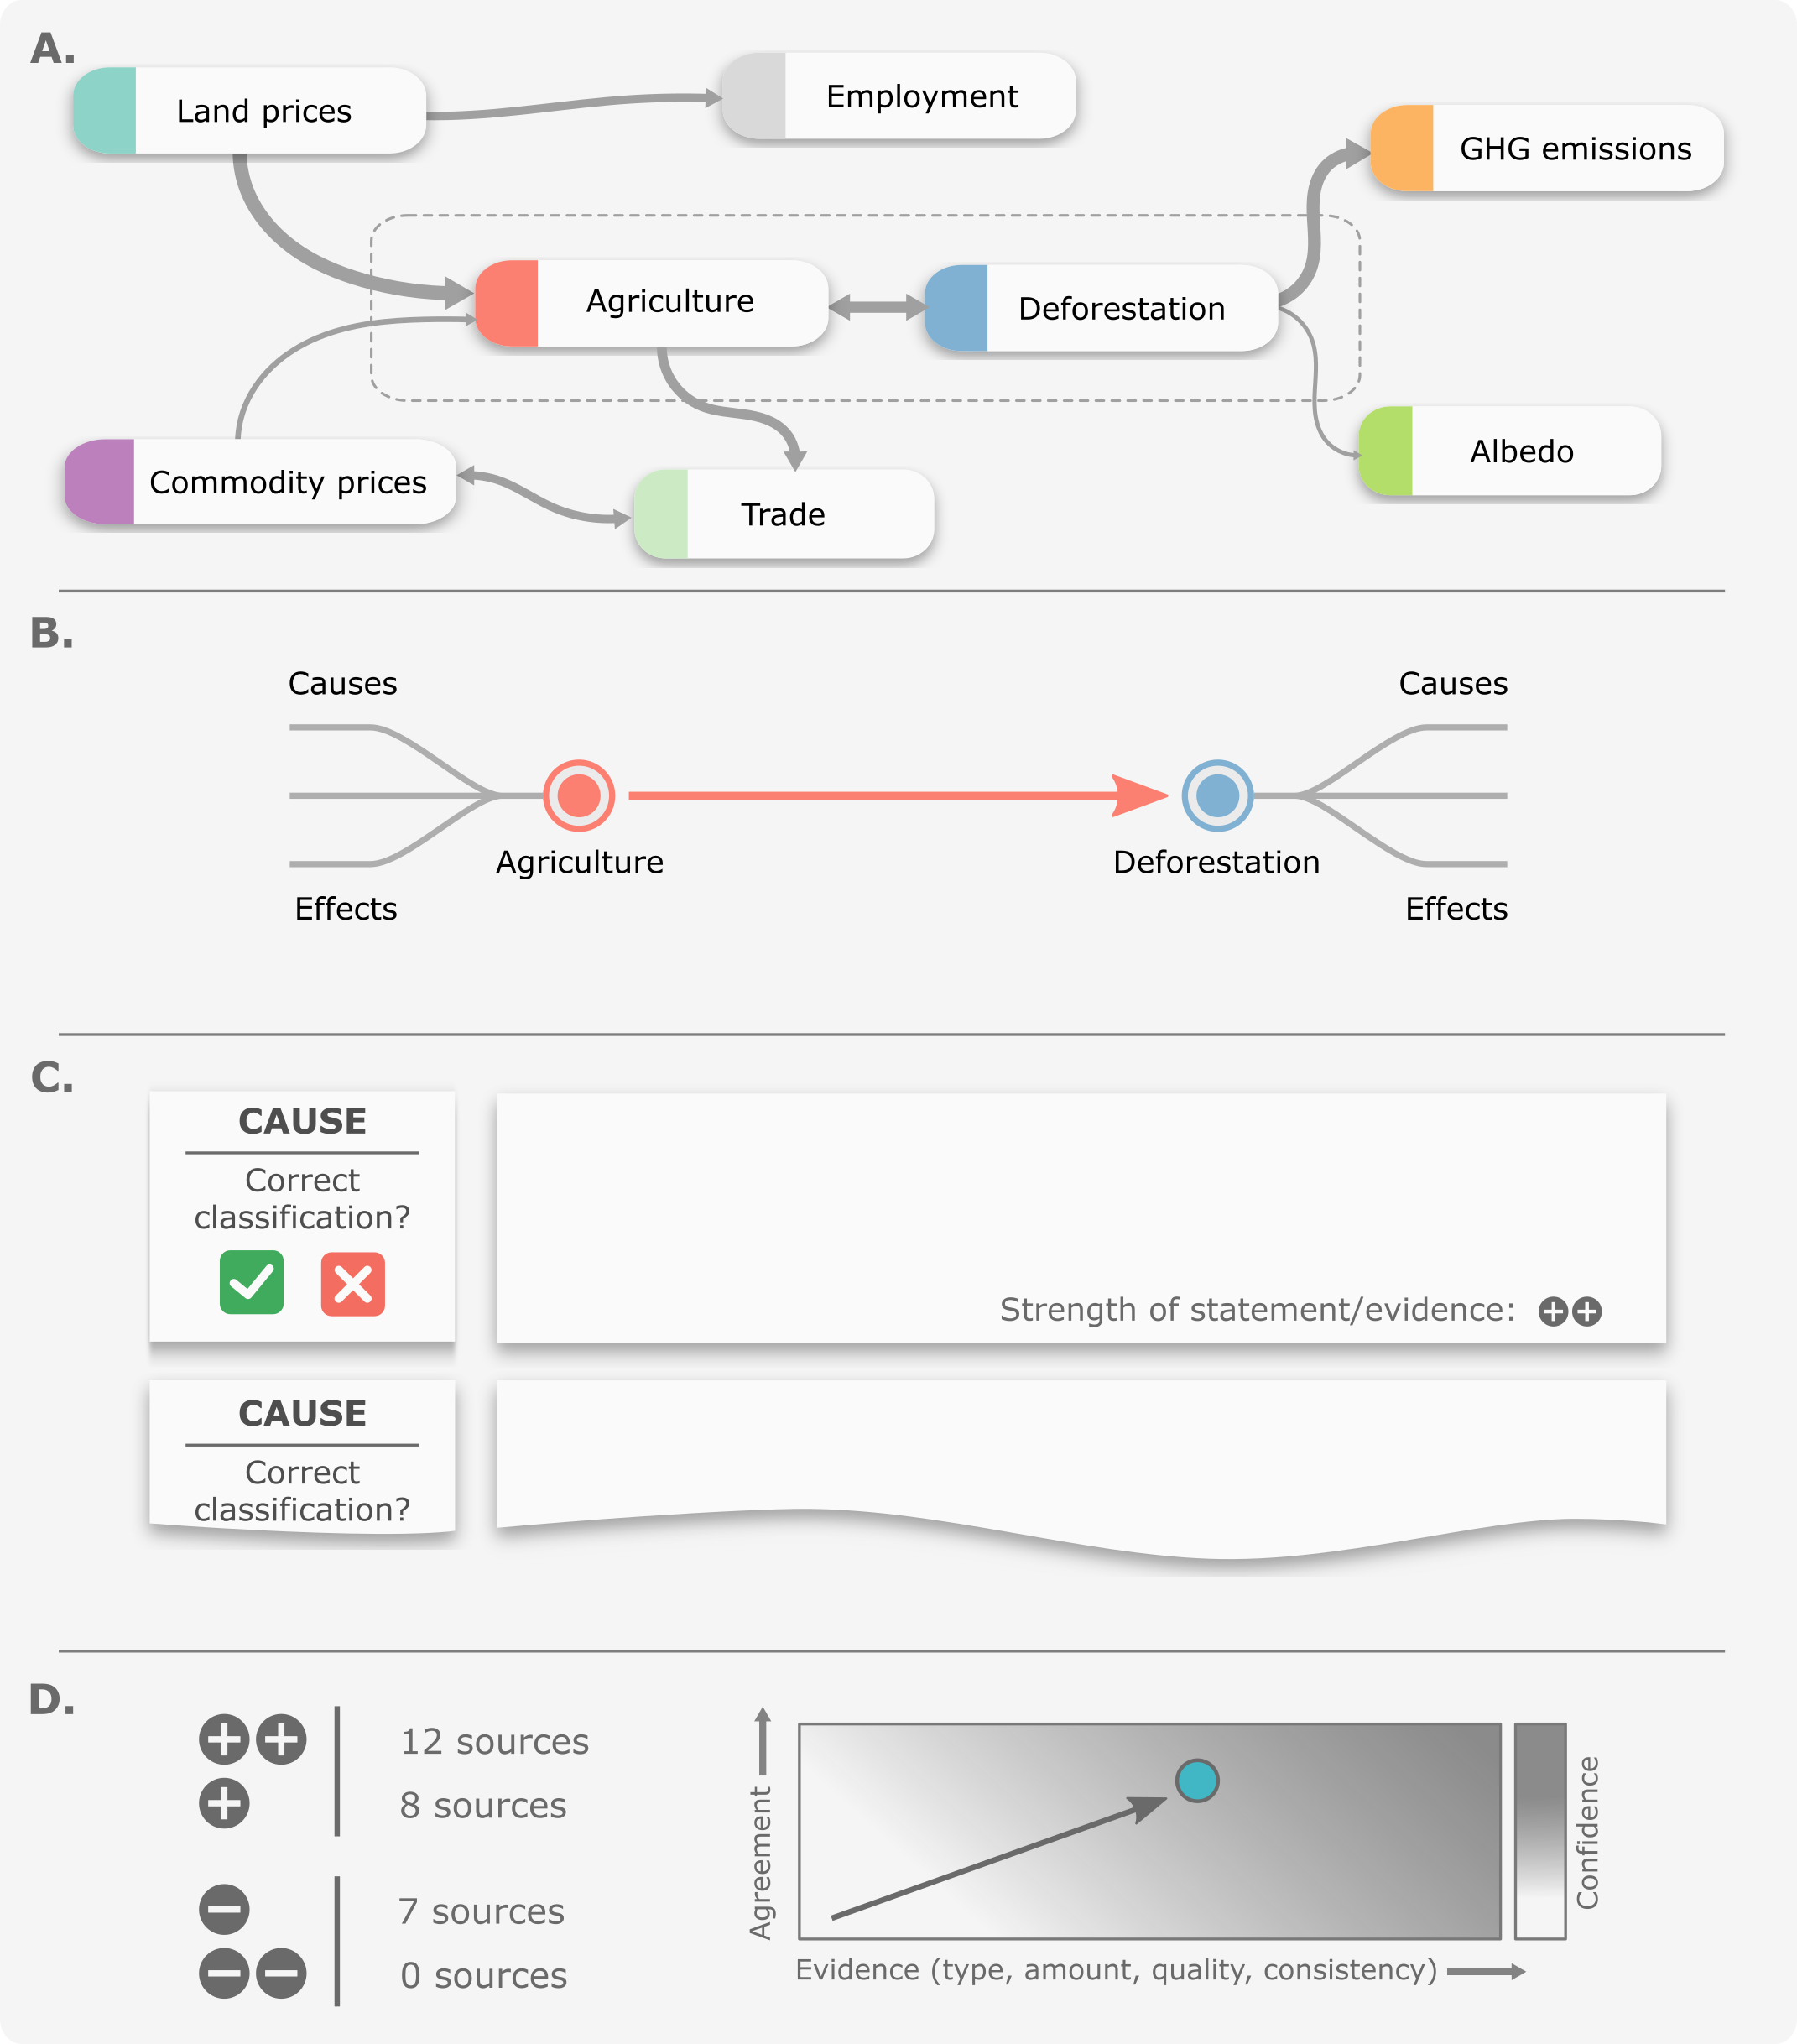 A.
Land prices
Employment
GHG emissions
Agriculture
Deforestation
Albedo
Commodity prices
Trade
B.
Causes
Causes
Agriculture
Deforestation
Effects
Effects
C.
CAUSE
Correct
classification?
Strength of statement/evidence:
CAUSE
Correct
classification?
D.
12 sources
8 sources
7 sources
0 sources
Agreement
Confidence
Evidence (type, amount, quality, consistency)